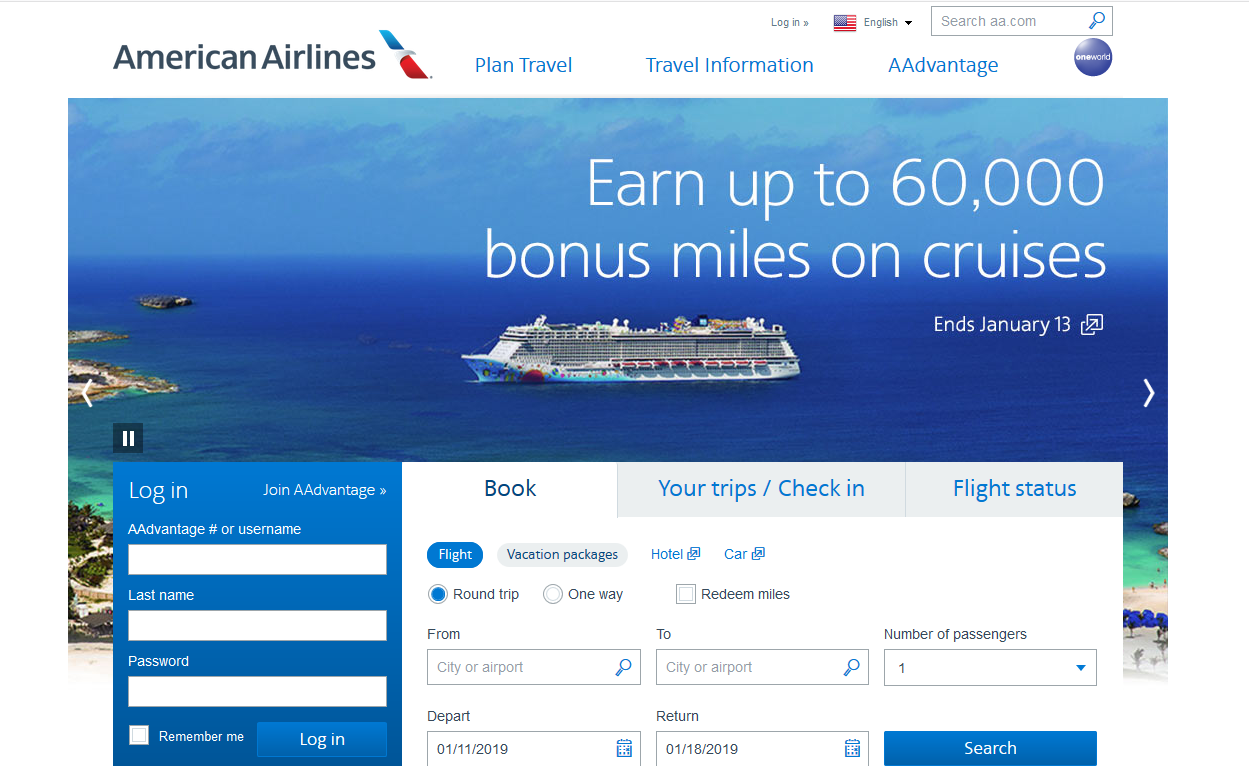 Log in »
English
Search aa.com
American Airlines
Plan Travel
Travel Information
AAdvantage
oneworld
Earn up to 60,000
bonus miles on cruises
Ends January 13
Log in
Join AAdvantage »
AAdvantage # or username
Last name
Password
Remember me
Log in
Book
Your trips / Check in
Flight status
Flight
Vacation packages
Hotel
Car
Round trip
One way
Redeem miles
From
To
Number of passengers
City or airport
City or airport
1
Depart
Return
01/11/2019
01/18/2019
Search